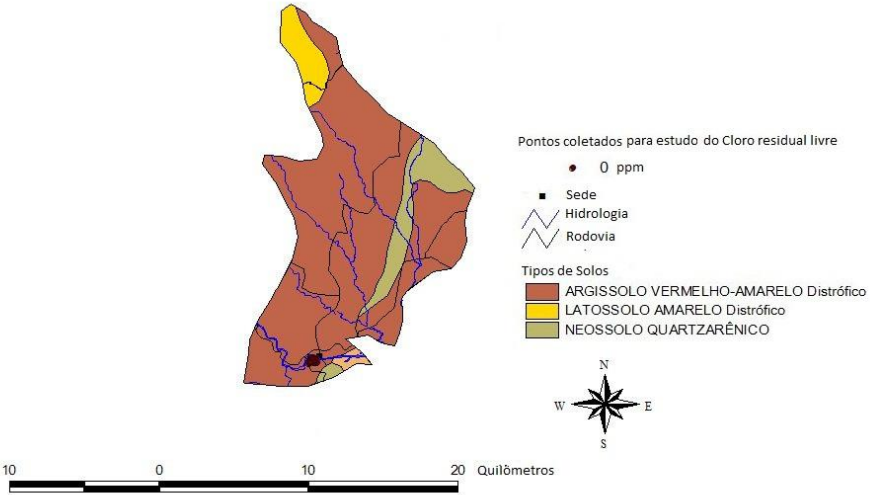 Pontos coletados para estudo do Cloro residual livre
0 ppm
Sede
Hidrologia
Rodovia
Tipos de Solos
ARGISSOLO VERMELHO-AMARELO Distrófico
LATOSSOLO AMARELO Distrófico
NEOSSOLO QUARTZARÊNICO
N
W E
S
10 0 10 20 Quilômetros